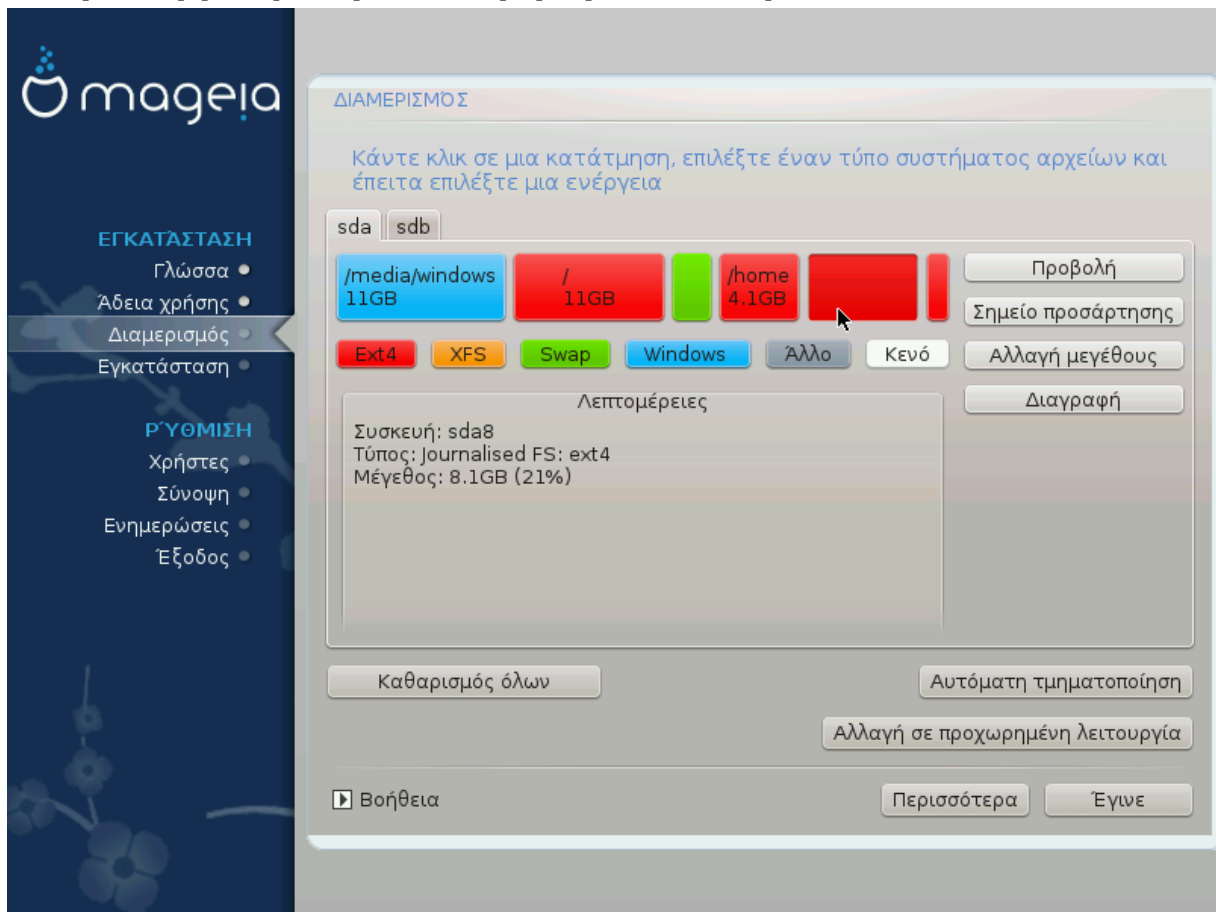 mageia
ΕΓΚΑΤΆΣΤΑΣΗ
Γλώσσα
Άδεια χρήσης
Διαμερισμός
Εγκατάσταση
ΡΎΘΜΙΣΗ
Χρήστες
Σύνοψη
Ενημερώσεις
Έξοδος
ΔΙΑΜΕΡΙΣΜΌΣ
Κάντε κλικ σε μια κατάτμηση, επιλέξτε έναν τύπο συστήματος αρχείων και
έπειτα επιλέξτε μια ενέργεια
sda sdb
/media/windows
11GB
/
11GB
/home
4.1GB
Ext4 XFS Swap Windows Άλλο Κενό
Προβολή
Σημείο προσάρτησης
Αλλαγή μεγέθους
Διαγραφή
Λεπτομέρειες
Συσκευή: sda8
Τύπος: Journalised FS: ext4
Μέγεθος: 8.1GB (21%)
Καθαρισμός όλων
Αυτόματη τμηματοποίηση
Αλλαγή σε προχωρημένη λειτουργία
Βοήθεια
Περισσότερα
Έγινε